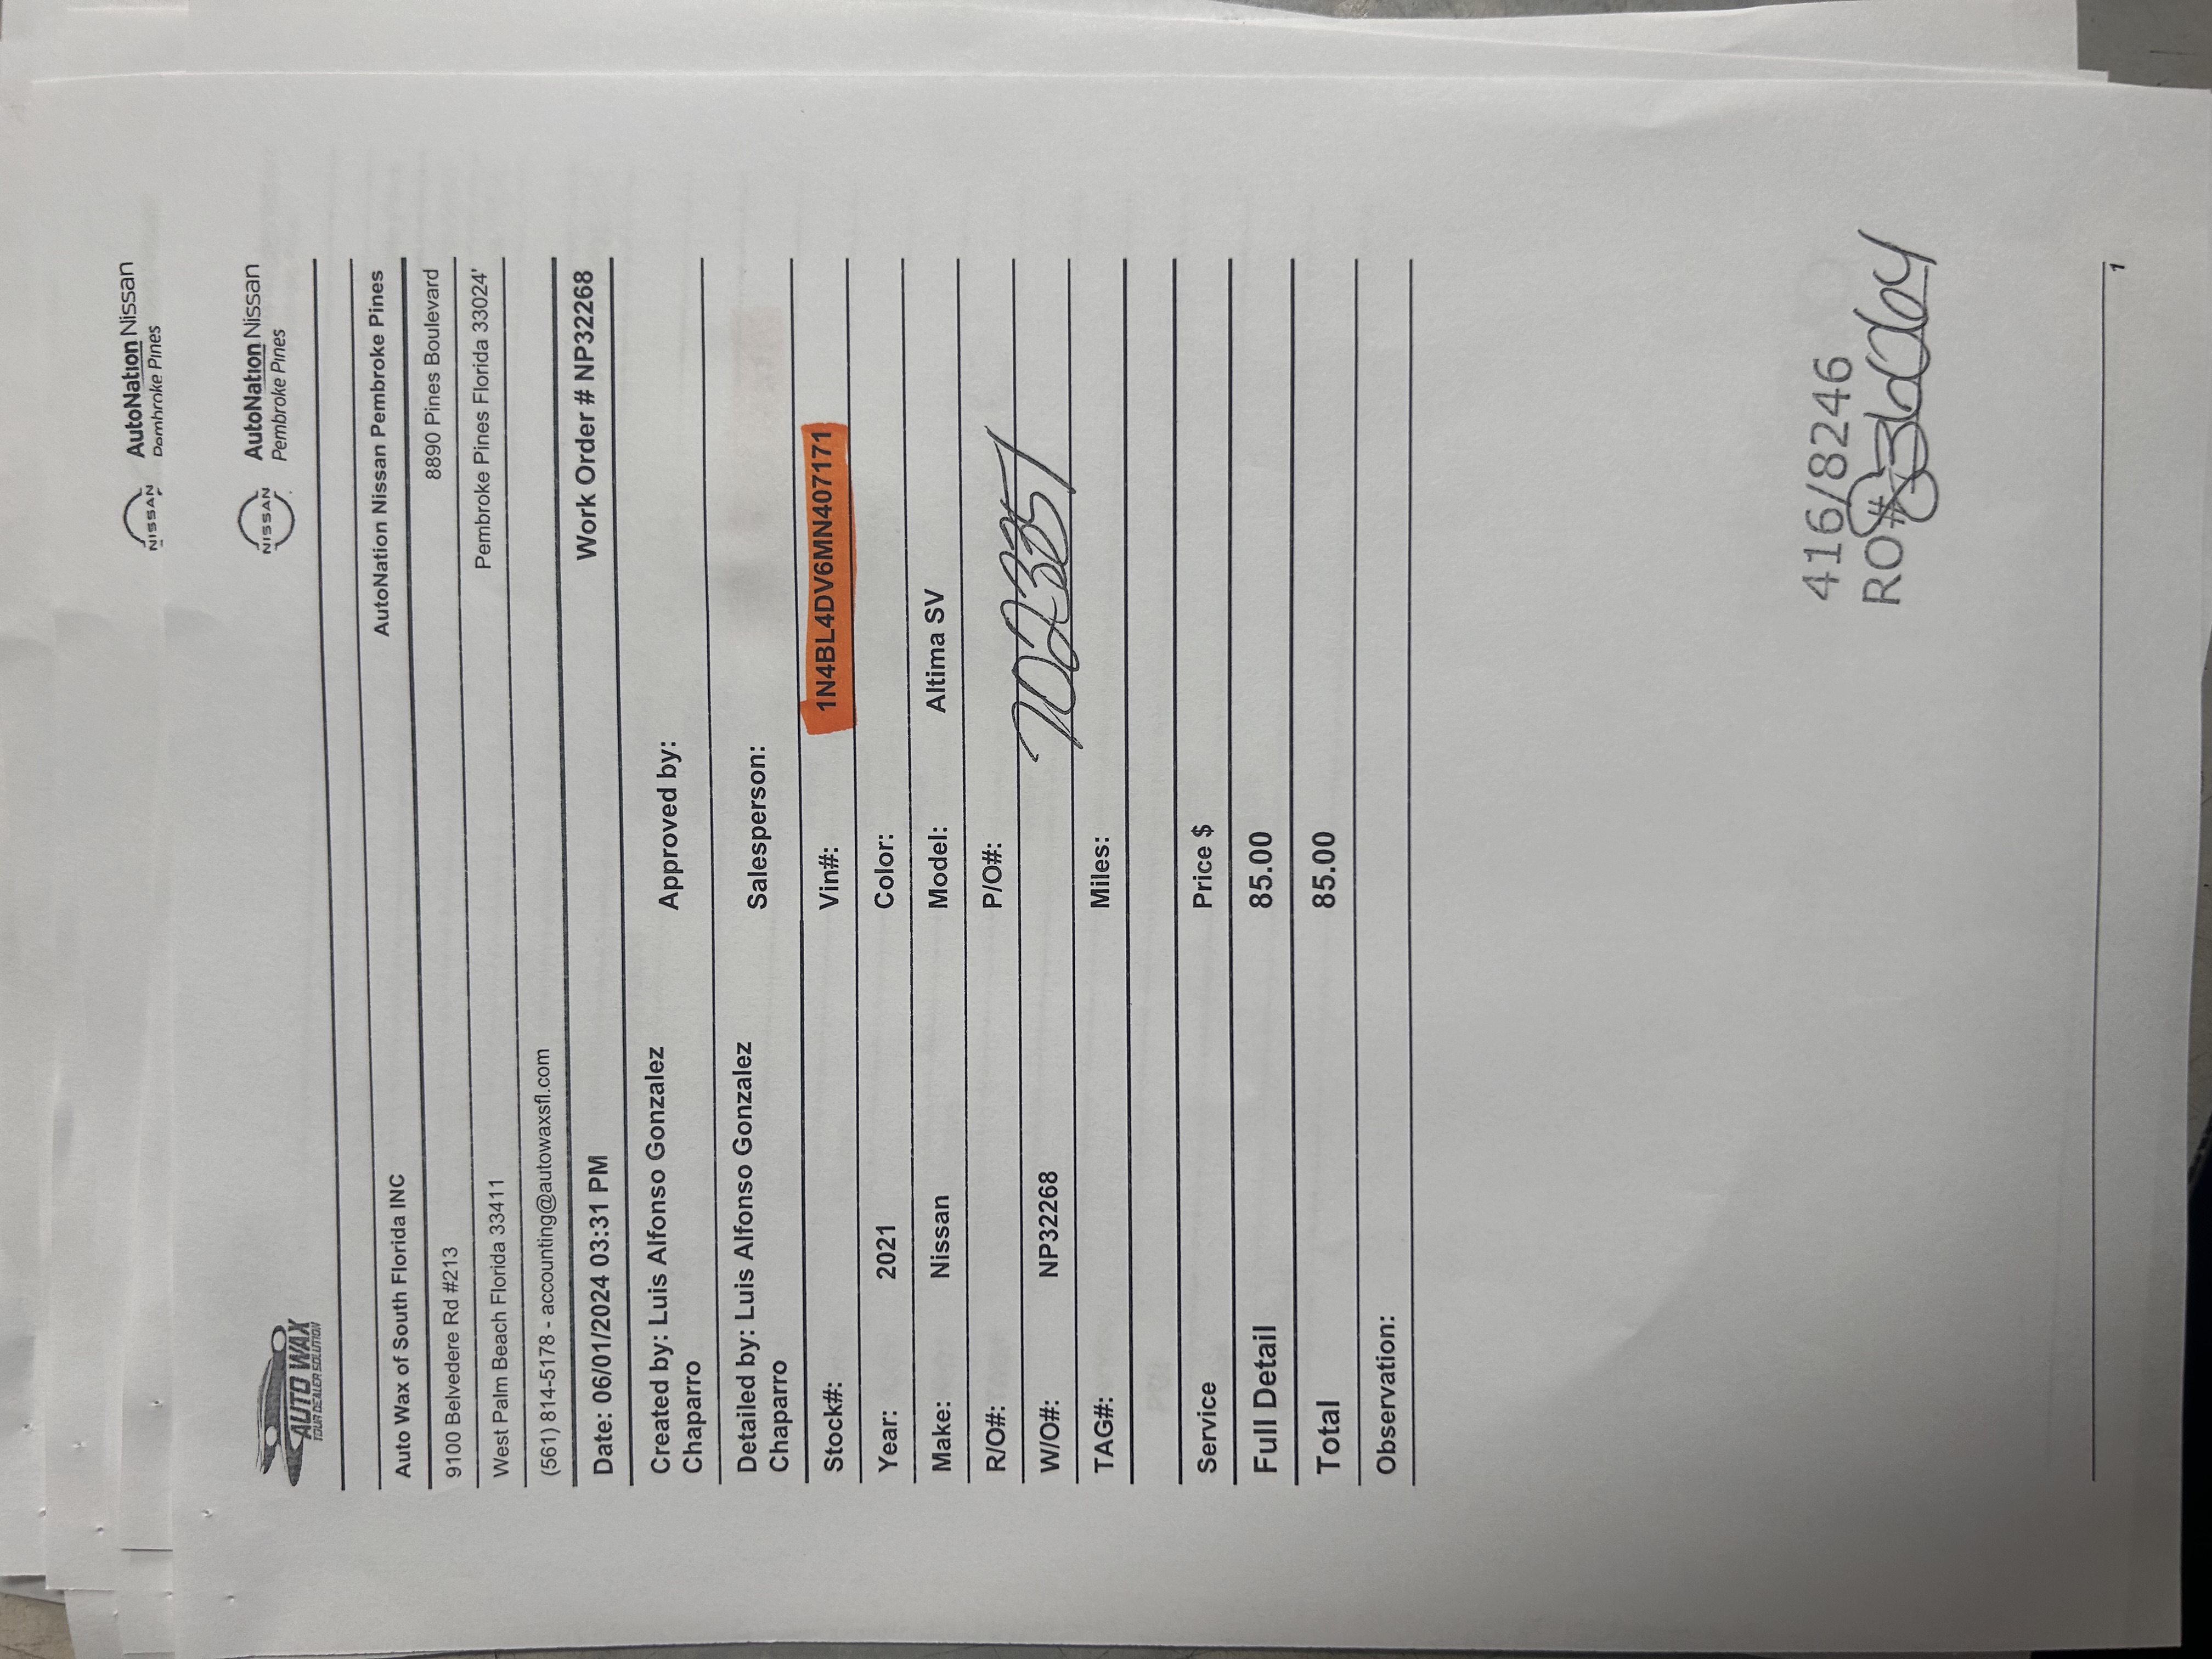 NISSAN
AutoNation Nissan
Pembroke Pines
AUTO WAX
YOUR DEALER SOLUTION
NISSAN
AutoNation Nissan
Pembroke Pines
Auto Wax of South Florida INC AutoNation Nissan Pembroke Pines
9100 Belvedere Rd #213 8890 Pines Boulevard
West Palm Beach Florida 33411 Pembroke Pines Florida 33024'
(561) 814-5178 - accounting@autowaxsfl.com
Date: 06/01/2024 03:31 PM Work Order # NP32268
Created by: Luis Alfonso Gonzalez Approved by:
Chaparro
Detailed by: Luis Alfonso Gonzalez Salesperson:
Chaparro
Stock#: Vin#: 1N4BL4DV6MN407171
Year: 2021 Color:
Make: Nissan Model: Altima SV
R/O#: P/O#:
W/O#: NP32268
TAG#: Miles:
Service Price $
Full Detail 85.00
Total 85.00
Observation:
416/8246
RO#
1